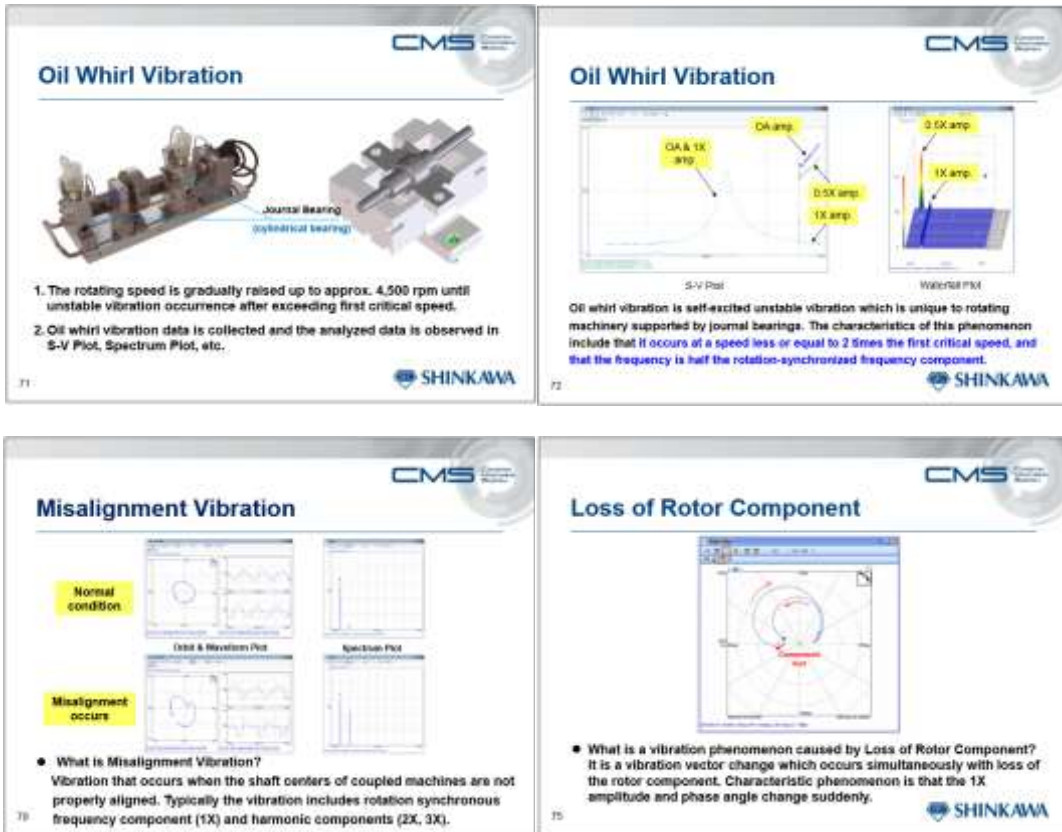 CMS
Oil Whirl Vibration
Journal Bearing
(cylindrical bearing)
1. The rotating speed is gradually raised up to approx. 4,500 rpm until
unstable vibration occurrence after exceeding first critical speed.
2. Oil whirl vibration data is collected and the analyzed data is observed in
S-V Plot, Spectrum Plot, etc.
71
SHINKAWA
CMS
Oil Whirl Vibration
OA amp.
OA & 1X
amp.
0.5X amp.
1X amp.
0.5X amp.
1X amp.
S-V Plot
Waterfall Plot
Oil whirl vibration is self-excited unstable vibration which is unique to rotating
machinery supported by journal bearings. The characteristics of this phenomenon
include that it occurs at a speed less or equal to 2 times the first critical speed, and
that the frequency is half the rotation-synchronized frequency component.
72
SHINKAWA
CMS
Misalignment Vibration
Normal
condition
Orbit & Waveform Plot
Spectrum Plot
Misalignment
occurs
● What is Misalignment Vibration?
Vibration that occurs when the shaft centers of coupled machines are not
properly aligned. Typically the vibration includes rotation synchronous
frequency component (1X) and harmonic components (2X, 3X).
CMS
Loss of Rotor Component
● What is a vibration phenomenon caused by Loss of Rotor Component?
It is a vibration vector change which occurs simultaneously with loss of
the rotor component. Characteristic phenomenon is that the 1X
amplitude and phase angle change suddenly.
75
SHINKAWA